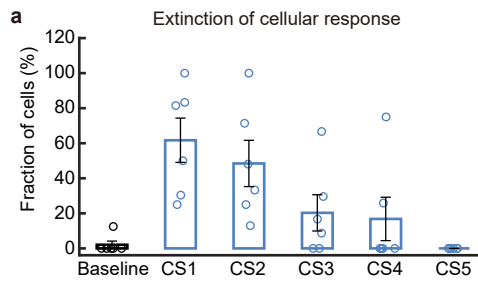 a
Extinction of cellular response
Fraction of cells (%)
120
100
80
60
40
20
0
Baseline CS1 CS2 CS3 CS4 CS5